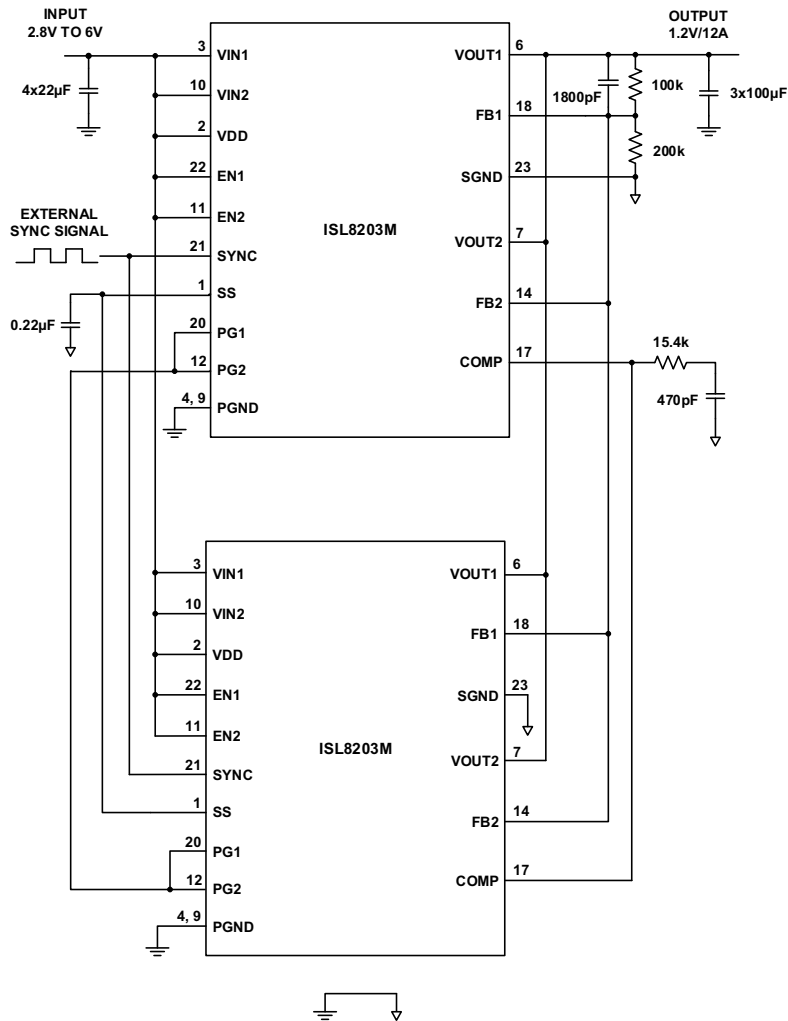 INPUT
2.8V TO 6V
4x22µF
EXTERNAL
SYNC SIGNAL
0.22µF
3 VIN1
10 VIN2
2 VDD
22 EN1
11 EN2
21 SYNC
1 SS
20 PG1
12 PG2
4, 9 PGND
ISL8203M
VOUT1 6
FB1 18
SGND 23
VOUT2 7
FB2 14
COMP 17
OUTPUT
1.2V/12A
1800pF
100k
3x100µF
200k
15.4k
470pF
3 VIN1
10 VIN2
2 VDD
22 EN1
11 EN2
21 SYNC
1 SS
20 PG1
12 PG2
4, 9 PGND
ISL8203M
VOUT1 6
FB1 18
SGND 23
VOUT2 7
FB2 14
COMP 17